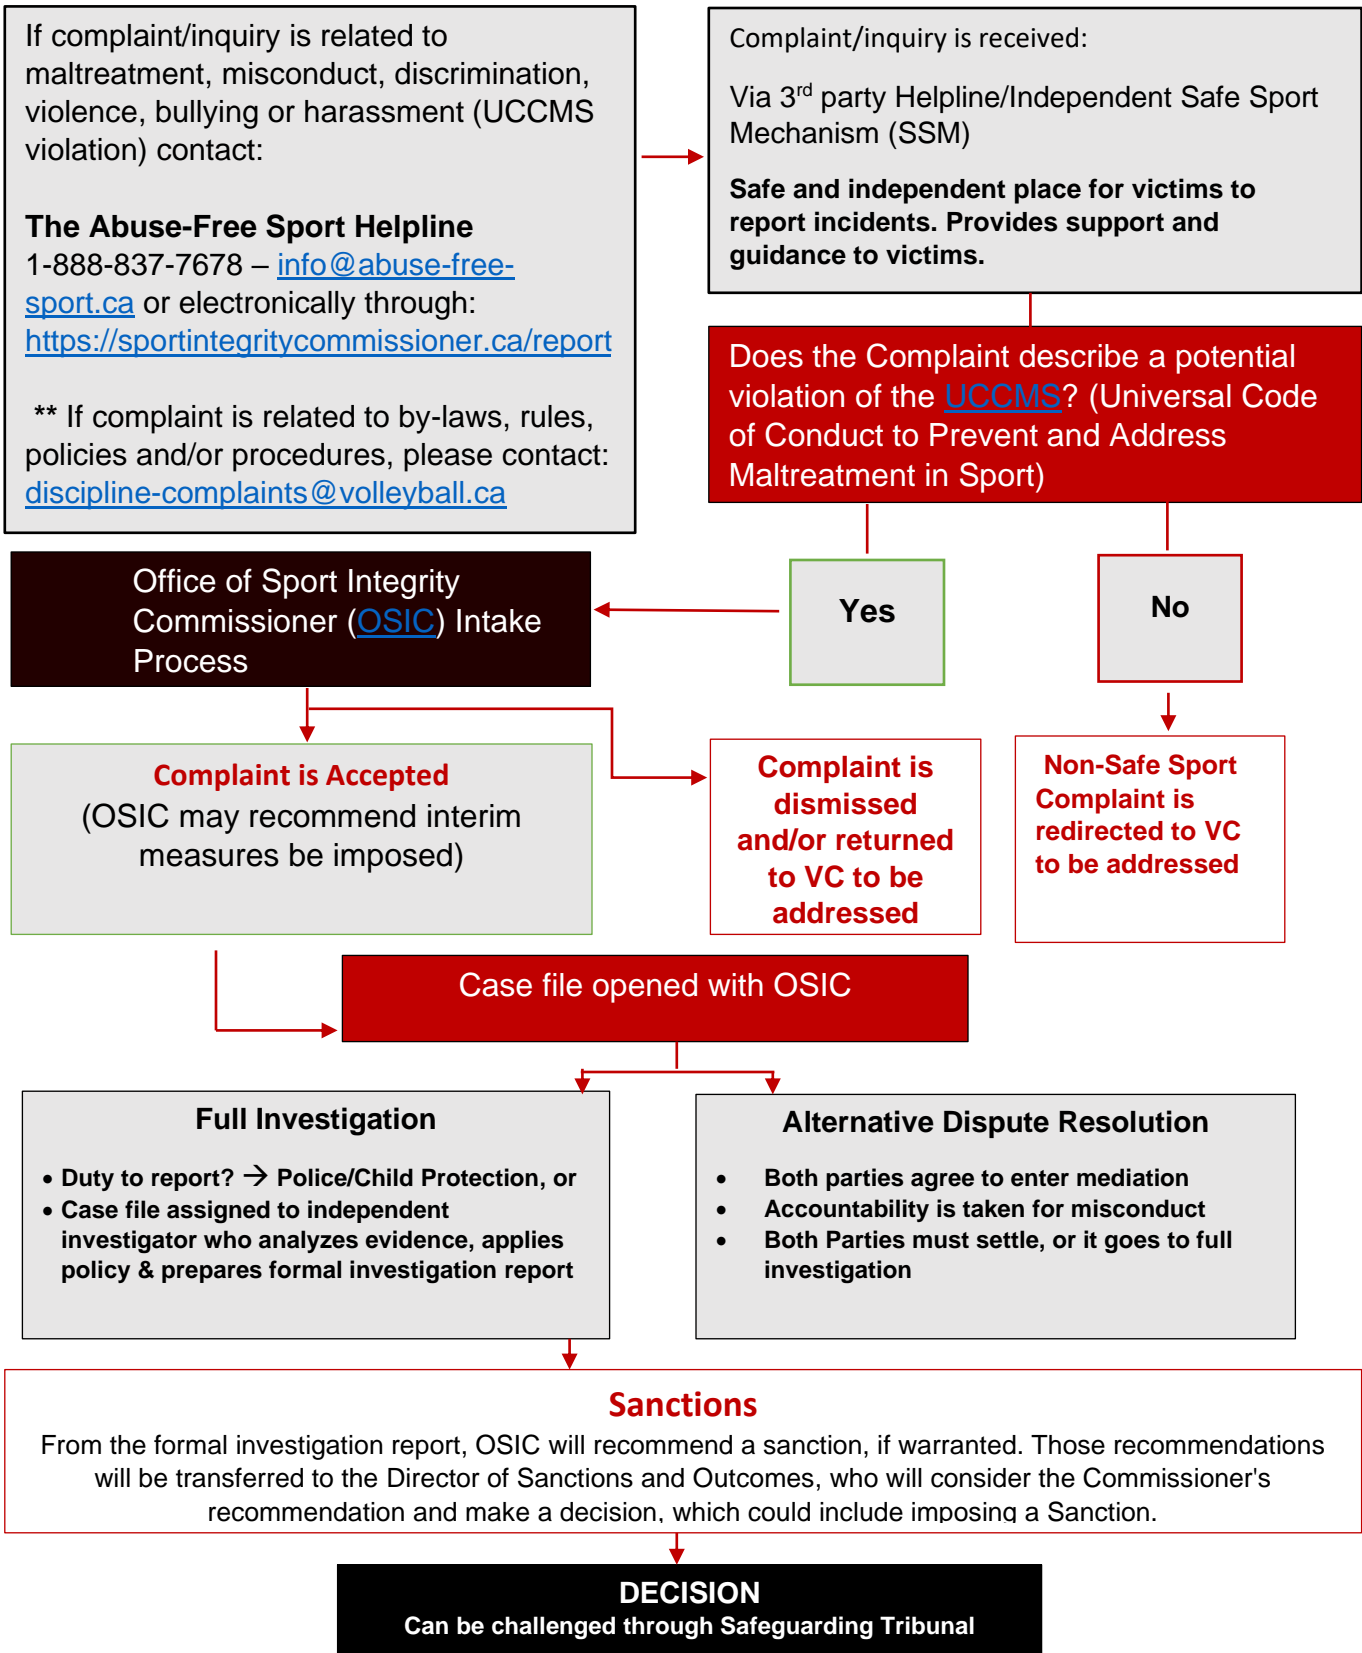 If complaint/inquiry is related to
maltreatment, misconduct, discrimination,
violence, bullying or harassment (UCCMS
violation) contact:
The Abuse-Free Sport Helpline
1-888-837-7678 – info@abuse-free-
sport.ca or electronically through:
https://sportintegritycommissioner.ca/report
** If complaint is related to by-laws, rules,
policies and/or procedures, please contact:
discipline-complaints@volleyball.ca
Complaint/inquiry is received:
Via 3rd party Helpline/Independent Safe Sport
Mechanism (SSM)
Safe and independent place for victims to
report incidents. Provides support and
guidance to victims.
Does the Complaint describe a potential
violation of the UCCMS? (Universal Code
of Conduct to Prevent and Address
Maltreatment in Sport)
Office of Sport Integrity
Commissioner (OSIC) Intake
Process
Yes
No
Complaint is Accepted
(OSIC may recommend interim
measures be imposed)
Complaint is
dismissed
and/or returned
to VC to be
addressed
Non-Safe Sport
Complaint is
redirected to VC
to be addressed
Case file opened with OSIC
Full Investigation
• Duty to report? → Police/Child Protection, or
• Case file assigned to independent
investigator who analyzes evidence, applies
policy & prepares formal investigation report
Alternative Dispute Resolution
• Both parties agree to enter mediation
• Accountability is taken for misconduct
• Both Parties must settle, or it goes to full
investigation
Sanctions
From the formal investigation report, OSIC will recommend a sanction, if warranted. Those recommendations
will be transferred to the Director of Sanctions and Outcomes, who will consider the Commissioner's
recommendation and make a decision, which could include imposing a Sanction.
DECISION
Can be challenged through Safeguarding Tribunal